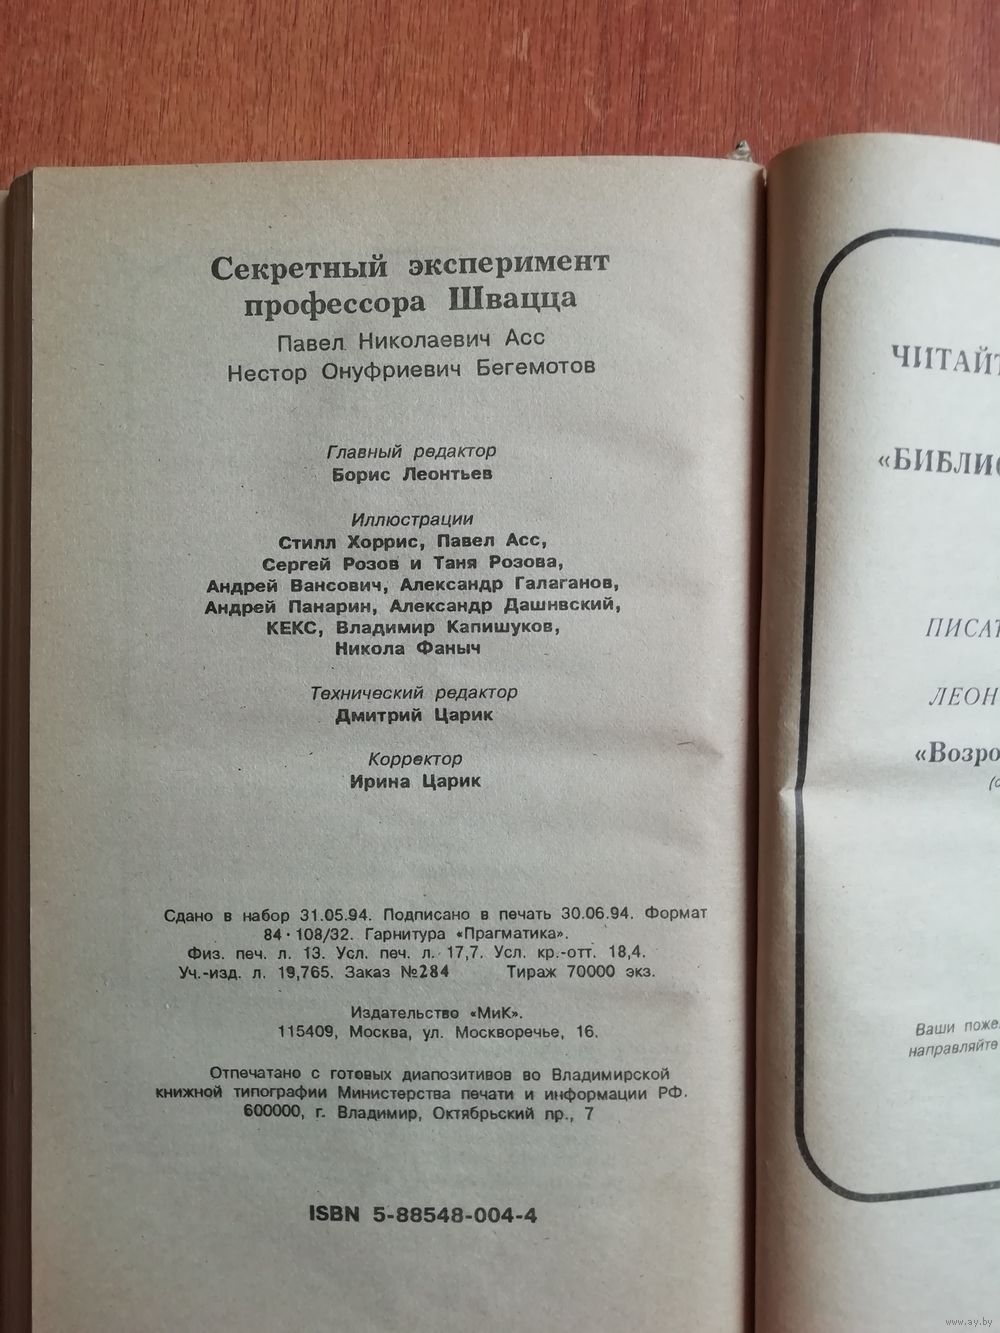 Секретный эксперимент
профессора Швацца
Павел Николаевич Асс
Нестор Онуфриевич Бегемотов
Главный редактор
Борис Леонтьев
Иллюстрации
Стилл Хоррис, Павел Асс,
Сергей Розов и Таня Розова,
Андрей Вансович, Александр Галаганов,
Андрей Панарин, Александр Дашнвский,
КЕКС, Владимир Капишуков,
Никола Фаныч
Технический редактор
Дмитрий Царик
Корректор
Ирина Царик
Сдано в набор 31.05.94. Подписано в печать 30.06.94. Формат
84·108/32. Гарнитура «Прагматика».
Физ. печ. л. 13. Усл. печ. л. 17,7. Усл. кр.-отт. 18,4.
Уч.-изд. л. 19,765. Заказ №284 Тираж 70000 экз.
Издательство «МиК».
115409, Москва, ул. Москворечье, 16.
Отпечатано с готовых диапозитивов во Владимирской
книжной типографии Министерства печати и информации РФ.
600000, г. Владимир, Октябрьский пр., 7
ISBN 5-88548-004-4
ЧИТАЙТ
«БИБЛИО
ПИСАТ
ЛЕОН
«Возро
(с
Ваши поже
направляйте
www.ay.by